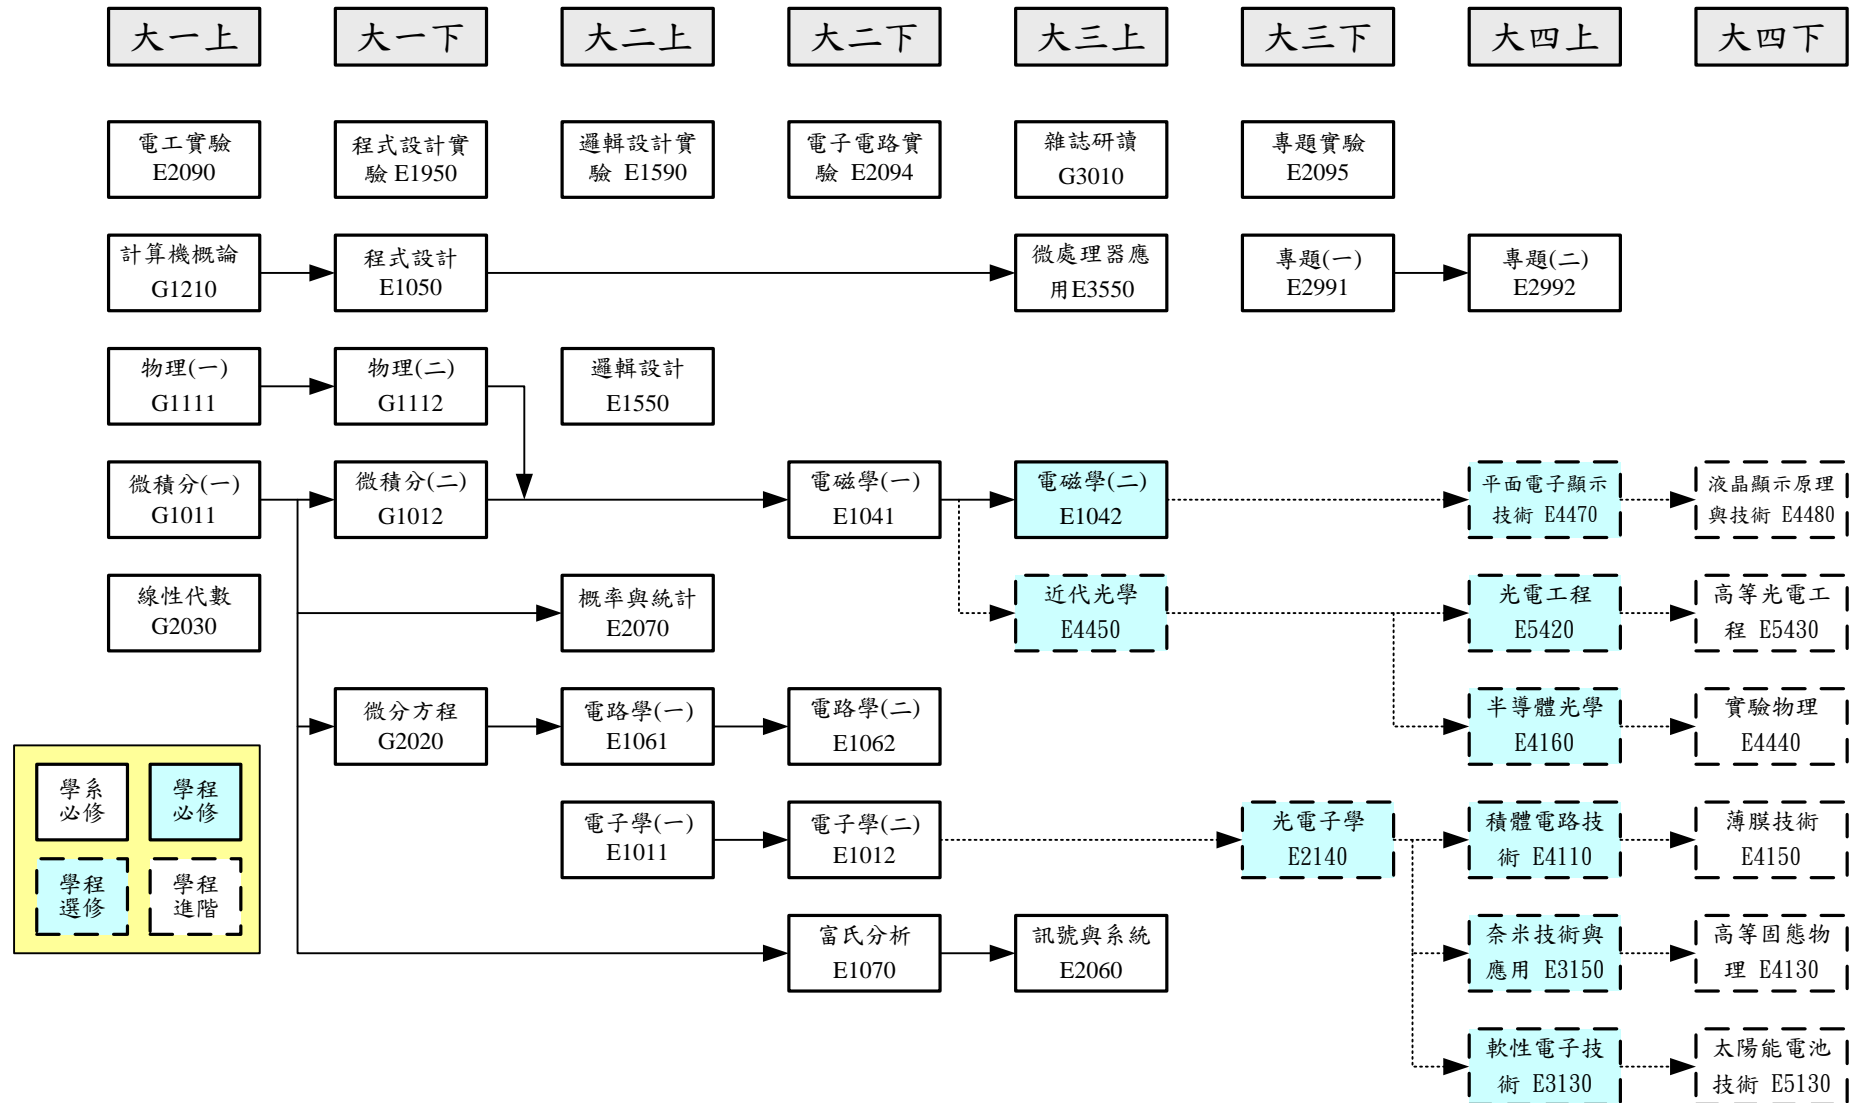 大一上
大一下
大二上
大二下
大三上
大三下
大四上
大四下
電工實驗
E2090
程式設計實
驗 E1950
邏輯設計實
驗 E1590
電子電路實
驗 E2094
雜誌研讀
G3010
專題實驗
E2095
計算機概論
G1210
程式設計
E1050
微處理器應
用E3550
專題(一)
E2991
專題(二)
E2992
物理(一)
G1111
物理(二)
G1112
邏輯設計
E1550
微積分(一)
G1011
微積分(二)
G1012
電磁學(一)
E1041
電磁學(二)
E1042
平面電子顯示
技術 E4470
液晶顯示原理
與技術 E4480
線性代數
G2030
概率與統計
E2070
近代光學
E4450
光電工程
E5420
高等光電工
程 E5430
微分方程
G2020
電路學(一)
E1061
電路學(二)
E1062
半導體光學
E4160
實驗物理
E4440
學系
必修
學程
必修
學程
選修
學程
進階
電子學(一)
E1011
電子學(二)
E1012
光電子學
E2140
積體電路技
術 E4110
薄膜技術
E4150
富氏分析
E1070
訊號與系統
E2060
奈米技術與
應用 E3150
高等固態物
理 E4130
軟性電子技
術 E3130
太陽能電池
技術 E5130